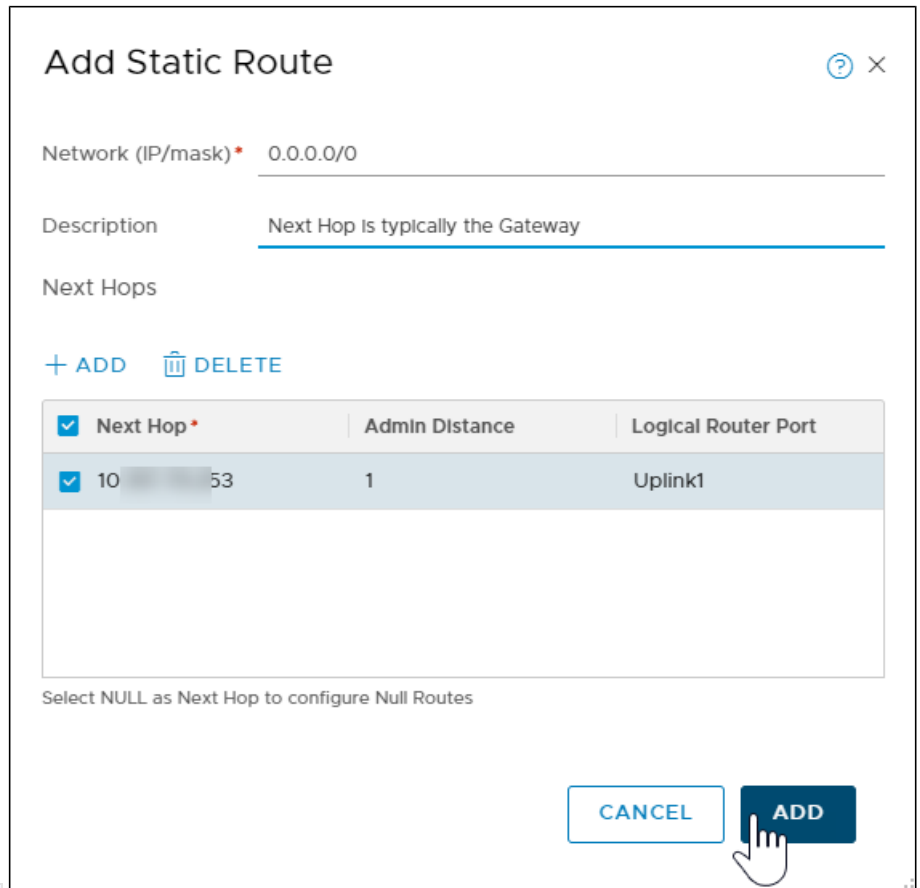 Add Static Route
Network (IP/mask)* 0.0.0.0/0
Description Next Hop is typically the Gateway
Next Hops
+ ADD DELETE
Next Hop* Admin Distance Logical Router Port
10 53 1 Uplink1
Select NULL as Next Hop to configure Null Routes
CANCEL ADD